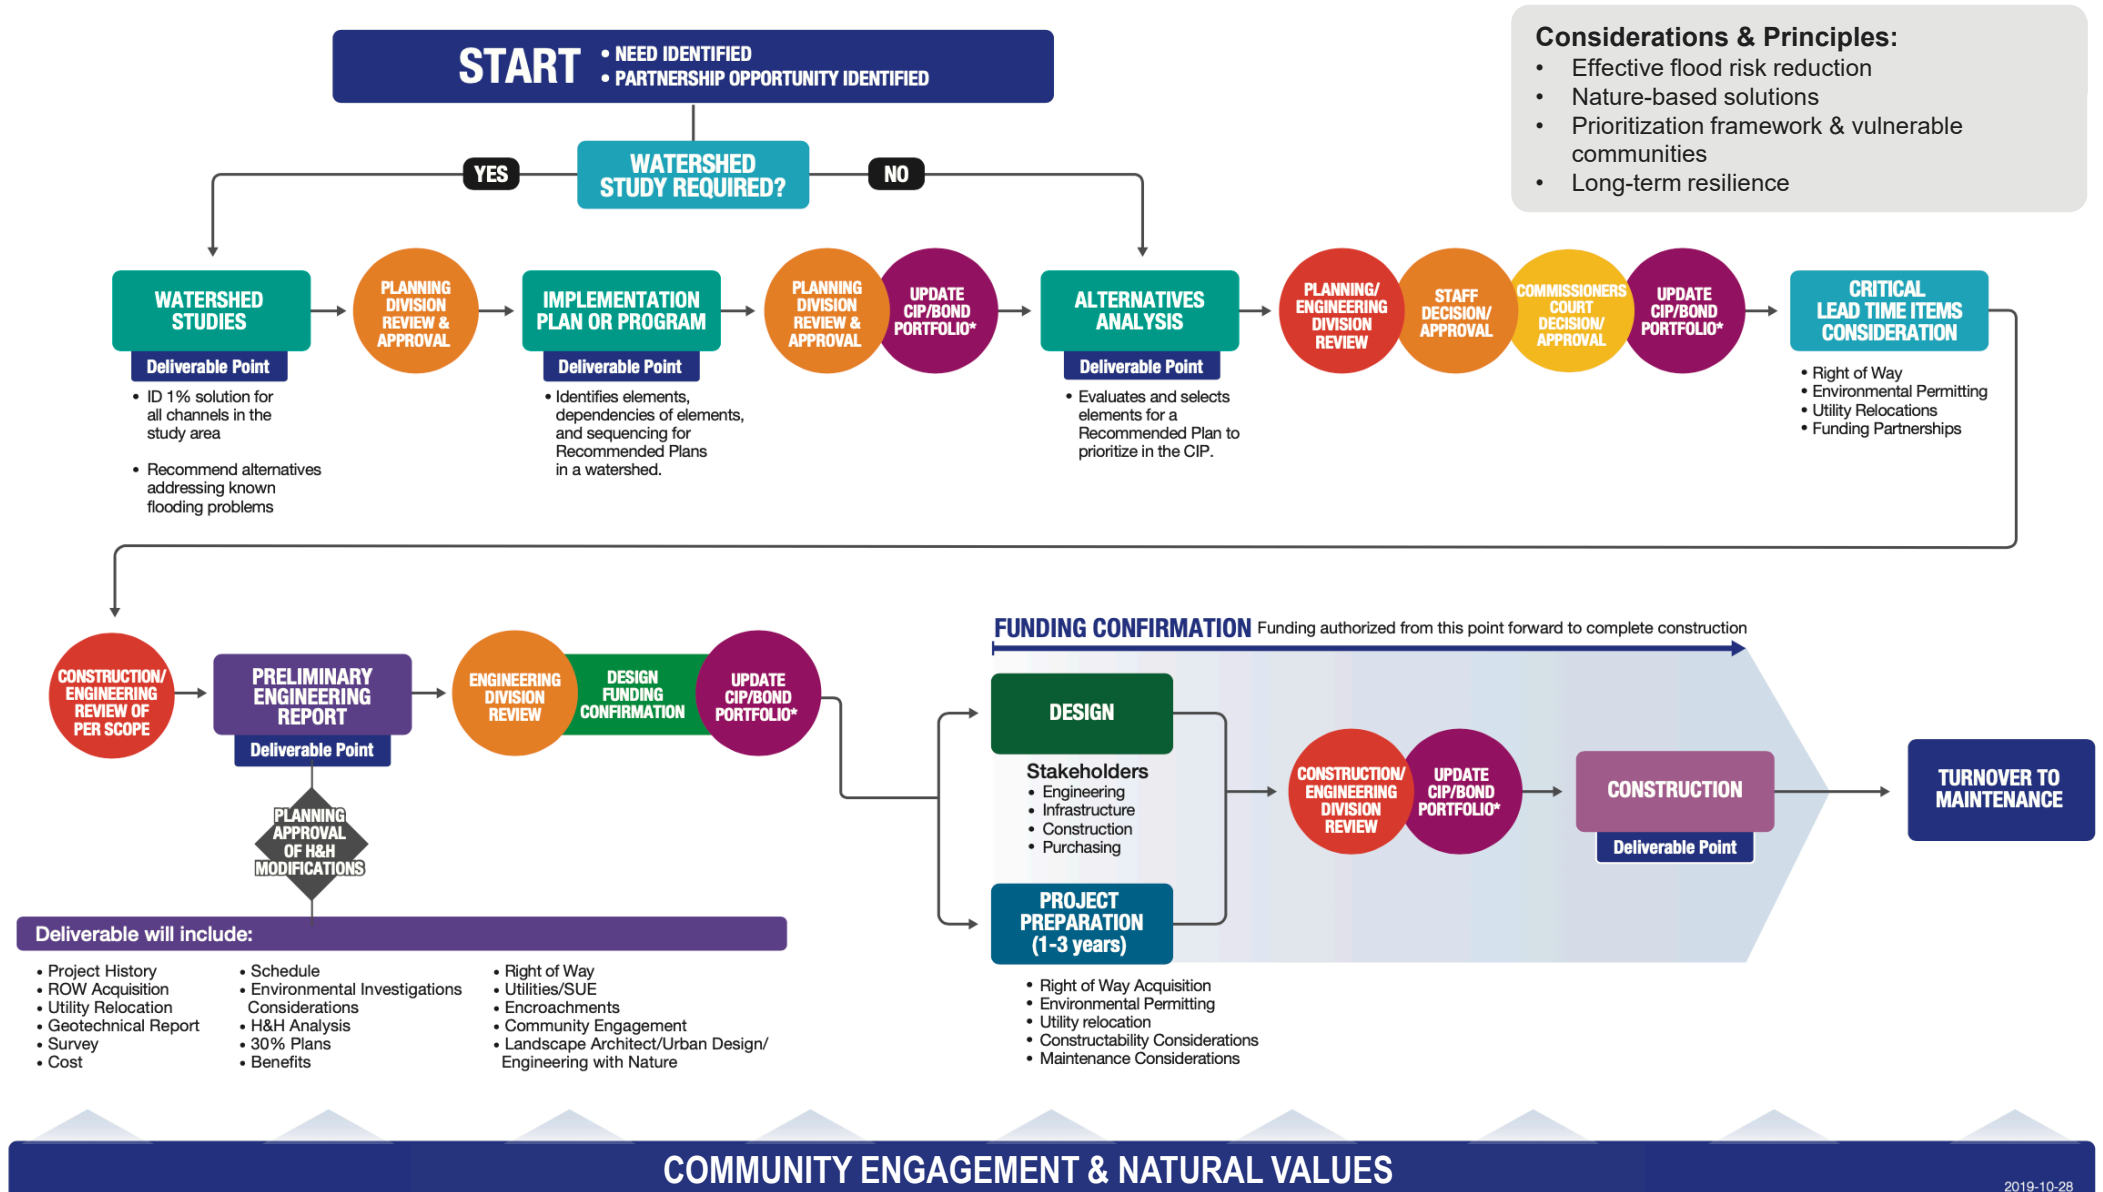 START
• NEED IDENTIFIED
• PARTNERSHIP OPPORTUNITY IDENTIFIED
Considerations & Principles:
• Effective flood risk reduction
• Nature-based solutions
• Prioritization framework & vulnerable
communities
• Long-term resilience
WATERSHED
STUDY REQUIRED?
YES
NO
WATERSHED
STUDIES
Deliverable Point
• ID 1% solution for
all channels in the
study area
• Recommend alternatives
addressing known
flooding problems
PLANNING
DIVISION
REVIEW &
APPROVAL
IMPLEMENTATION
PLAN OR PROGRAM
Deliverable Point
• Identifies elements,
dependencies of elements,
and sequencing for
Recommended Plans
in a watershed.
PLANNING
DIVISION
REVIEW &
APPROVAL
UPDATE
CIP/BOND
PORTFOLIO*
ALTERNATIVES
ANALYSIS
Deliverable Point
• Evaluates and selects
elements for a
Recommended Plan to
prioritize in the CIP.
PLANNING/
ENGINEERING
DIVISION
REVIEW
STAFF
DECISION/
APPROVAL
COMMISSIONERS
COURT
DECISION/
APPROVAL
UPDATE
CIP/BOND
PORTFOLIO*
CRITICAL
LEAD TIME ITEMS
CONSIDERATION
• Right of Way
• Environmental Permitting
• Utility Relocations
• Funding Partnerships
CONSTRUCTION/
ENGINEERING
REVIEW OF
PER SCOPE
PRELIMINARY
ENGINEERING
REPORT
Deliverable Point
PLANNING
APPROVAL
OF H&H
MODIFICATIONS
ENGINEERING
DIVISION
REVIEW
DESIGN
FUNDING
CONFIRMATION
UPDATE
CIP/BOND
PORTFOLIO*
Deliverable will include:
• Project History
• ROW Acquisition
• Utility Relocation
• Geotechnical Report
• Survey
• Cost
• Schedule
• Environmental Investigations
Considerations
• H&H Analysis
• 30% Plans
• Benefits
• Right of Way
• Utilities/SUE
• Encroachments
• Community Engagement
• Landscape Architect/Urban Design/
Engineering with Nature
FUNDING CONFIRMATION Funding authorized from this point forward to complete construction
DESIGN
Stakeholders
• Engineering
• Infrastructure
• Construction
• Purchasing
PROJECT
PREPARATION
(1-3 years)
• Right of Way Acquisition
• Environmental Permitting
• Utility relocation
• Constructability Considerations
• Maintenance Considerations
CONSTRUCTION/
ENGINEERING
DIVISION
REVIEW
UPDATE
CIP/BOND
PORTFOLIO*
CONSTRUCTION
Deliverable Point
TURNOVER TO
MAINTENANCE
COMMUNITY ENGAGEMENT & NATURAL VALUES
2019-10-28